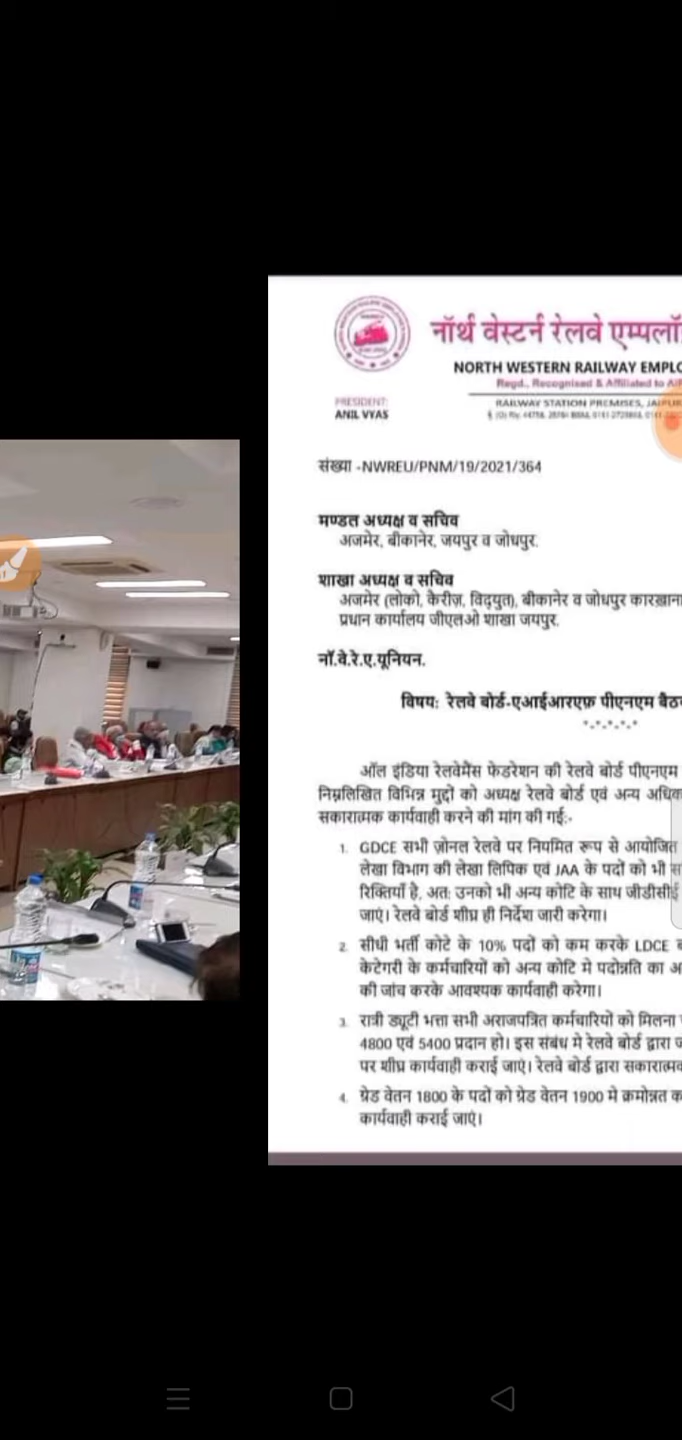 नॉर्थ वेस्टर्न रेलवे एम्पलॉ
NORTH WESTERN RAILWAY EMPLO
Regd., Recognised & Affiliated to AI
PRESIDENT:
ANIL VYAS
RAILWAY STATION PREMISES, JAIPUR
संख्या -NWREU/PNM/19/2021/364
मण्डल अध्यक्ष व सचिव
अजमेर, बीकानेर, जयपुर व जोधपुर.
शाखा अध्यक्ष व सचिव
अजमेर (लोको, कैरीज़, विद्युत), बीकानेर व जोधपुर कारखाना
प्रधान कार्यालय जीएलओ शाखा जयपुर.
नॉ.वे.रे.ए.यूनियन.
विषय: रेलवे बोर्ड-एआईआरएफ़ पीएनएम बैठ
*-*-*-*-*
ऑल इंडिया रेलवेमैंस फेडरेशन की रेलवे बोर्ड पीएनएम
निम्नलिखित विभिन्न मुद्दों को अध्यक्ष रेलवे बोर्ड एवं अन्य अधिक
सकारात्मक कार्यवाही करने की मांग की गई:-
1. GDCE सभी ज़ोनल रेलवे पर नियमित रूप से आयोजित
लेखा विभाग की लेखा लिपिक एवं JAA के पदों को भी स
रिक्तियाँ है, अत: उनको भी अन्य कोटि के साथ जीडीसीई
जाएं। रेलवे बोर्ड शीघ्र ही निर्देश जारी करेगा।
2. सीधी भर्ती कोटे के 10% पदों को कम करके LDCE
केटेगरी के कर्मचारियों को अन्य कोटि मे पदोन्नति का अ
की जांच करके आवश्यक कार्यवाही करेगा।
3. रात्री ड्यूटी भत्ता सभी अराजपत्रित कर्मचारियों को मिलना
4800 एवं 5400 प्रदान हो। इस संबंध मे रेलवे बोर्ड द्वारा ज
पर शीघ्र कार्यवाही कराई जाएं। रेलवे बोर्ड द्वारा सकारात्मक
4. ग्रेड वेतन 1800 के पदों को ग्रेड वेतन 1900 मे क्रमोन्नत क
कार्यवाही कराई जाएं।